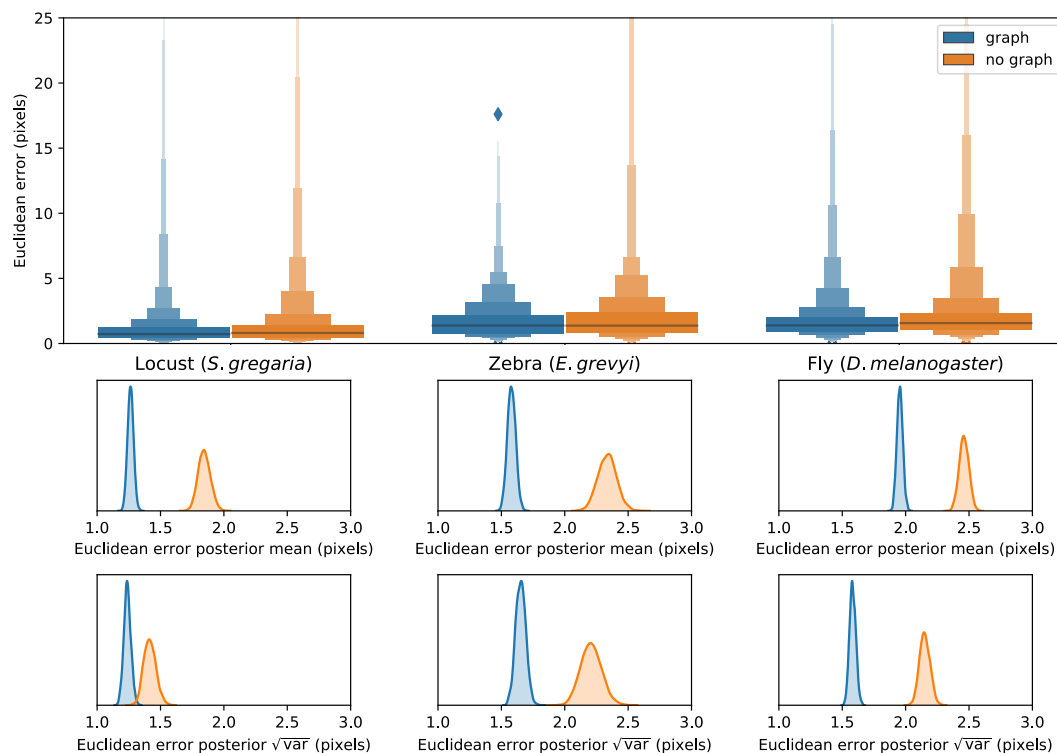 25
20
15
10
5
0
Euclidean error (pixels)
graph
no graph
Locust (S. gregaria)
Zebra (E. grevyi)
Fly (D. melanogaster)
1.0 1.5 2.0 2.5 3.0
Euclidean error posterior mean (pixels)
1.0 1.5 2.0 2.5 3.0
Euclidean error posterior mean (pixels)
1.0 1.5 2.0 2.5 3.0
Euclidean error posterior mean (pixels)
1.0 1.5 2.0 2.5 3.0
Euclidean error posterior √var (pixels)
1.0 1.5 2.0 2.5 3.0
Euclidean error posterior √var (pixels)
1.0 1.5 2.0 2.5 3.0
Euclidean error posterior √var (pixels)